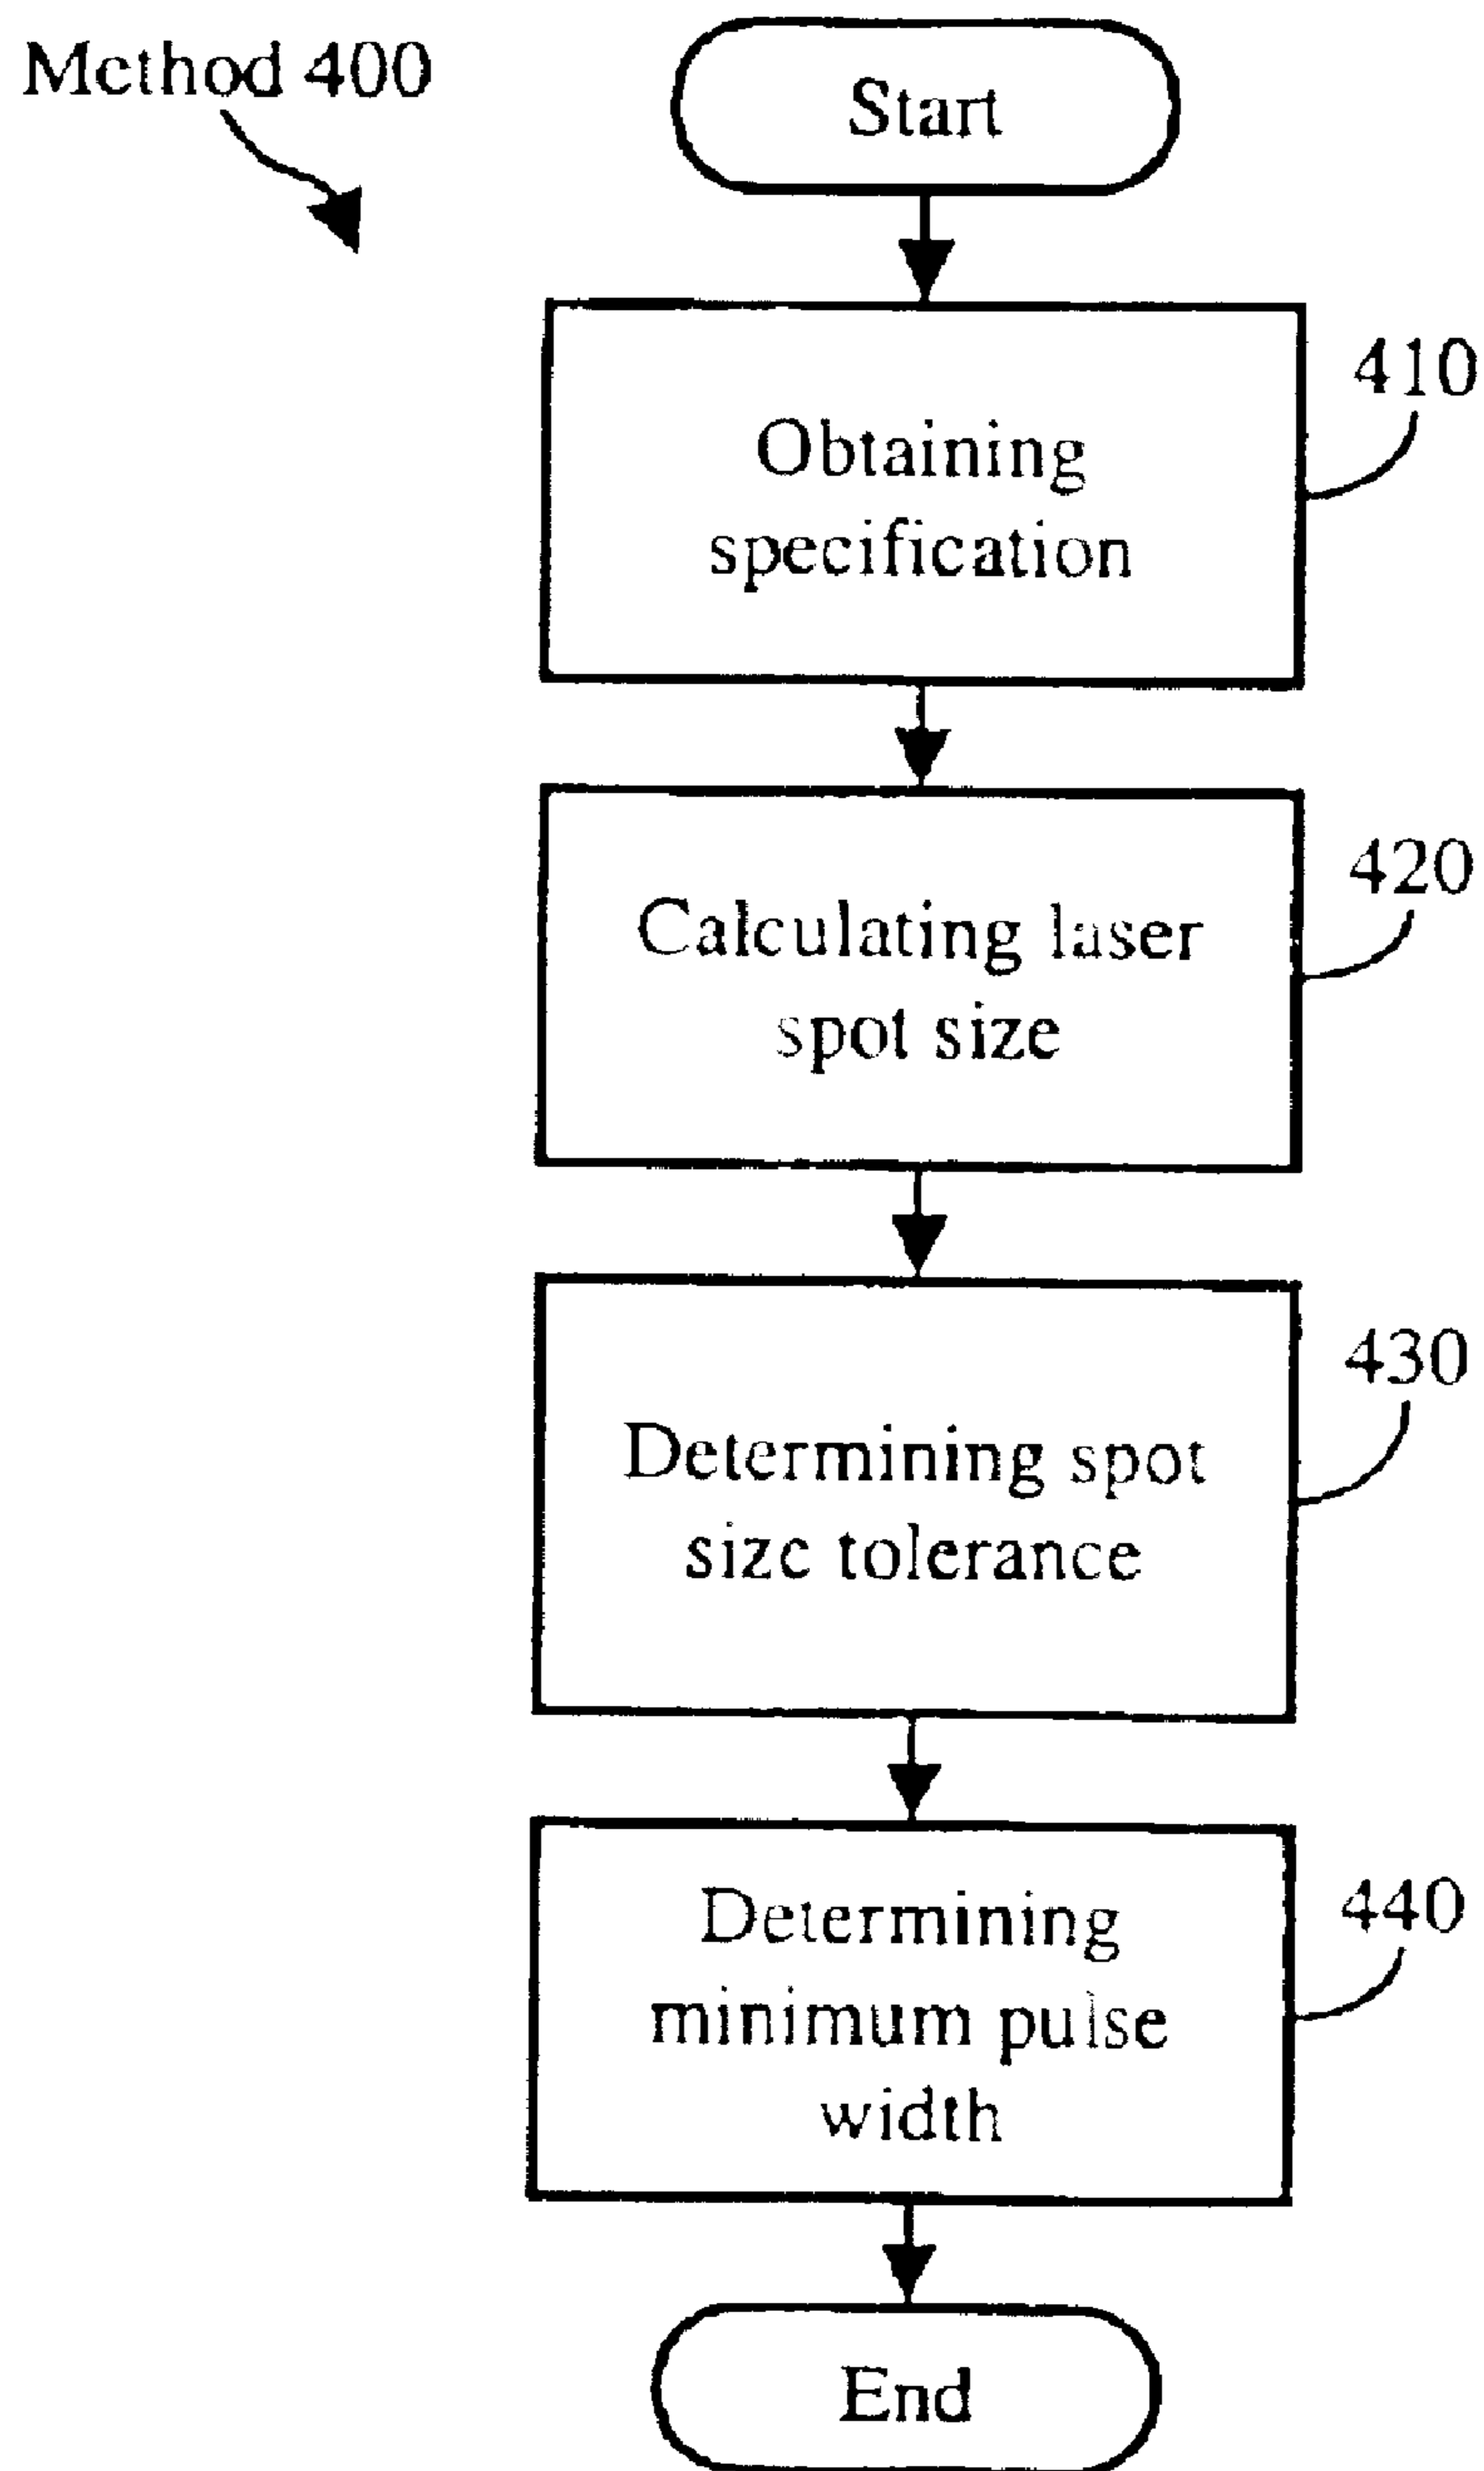 Method 400
Start
410
Obtaining
specification
420
Calculating laser
spot size
430
Determining spot
size tolerance
440
Determining
minimum pulse
width
End